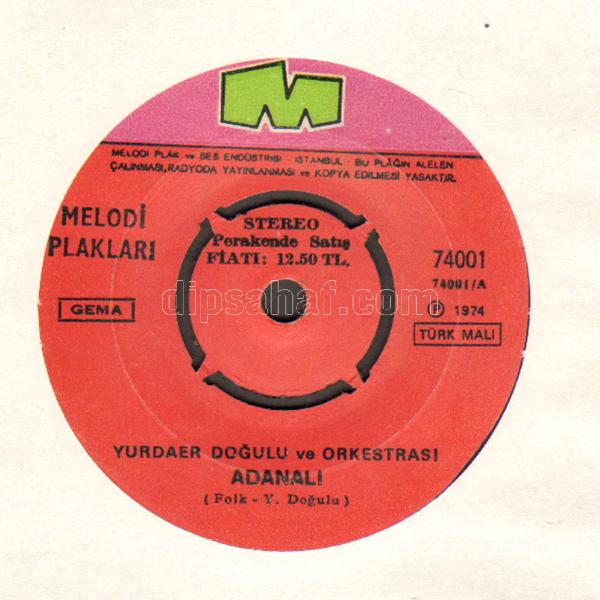 M
MELODİ PLÂK ve SES ENDÜSTRİSİ - İSTANBUL - BU PLÂĞIN ALELEN
ÇALINMASI, RADYODA YAYINLANMASI ve KOPYA EDİLMESİ YASAKTIR.
MELODİ
PLAKLARI
STEREO
Perakende Satış
FİATI: 12.50 TL.
74001
74001/A
GEMA
℗ 1974
TÜRK MALI
dipsahaf.com
YURDAER DOĞULU ve ORKESTRASI
ADANALI
(Folk - Y. Doğulu)